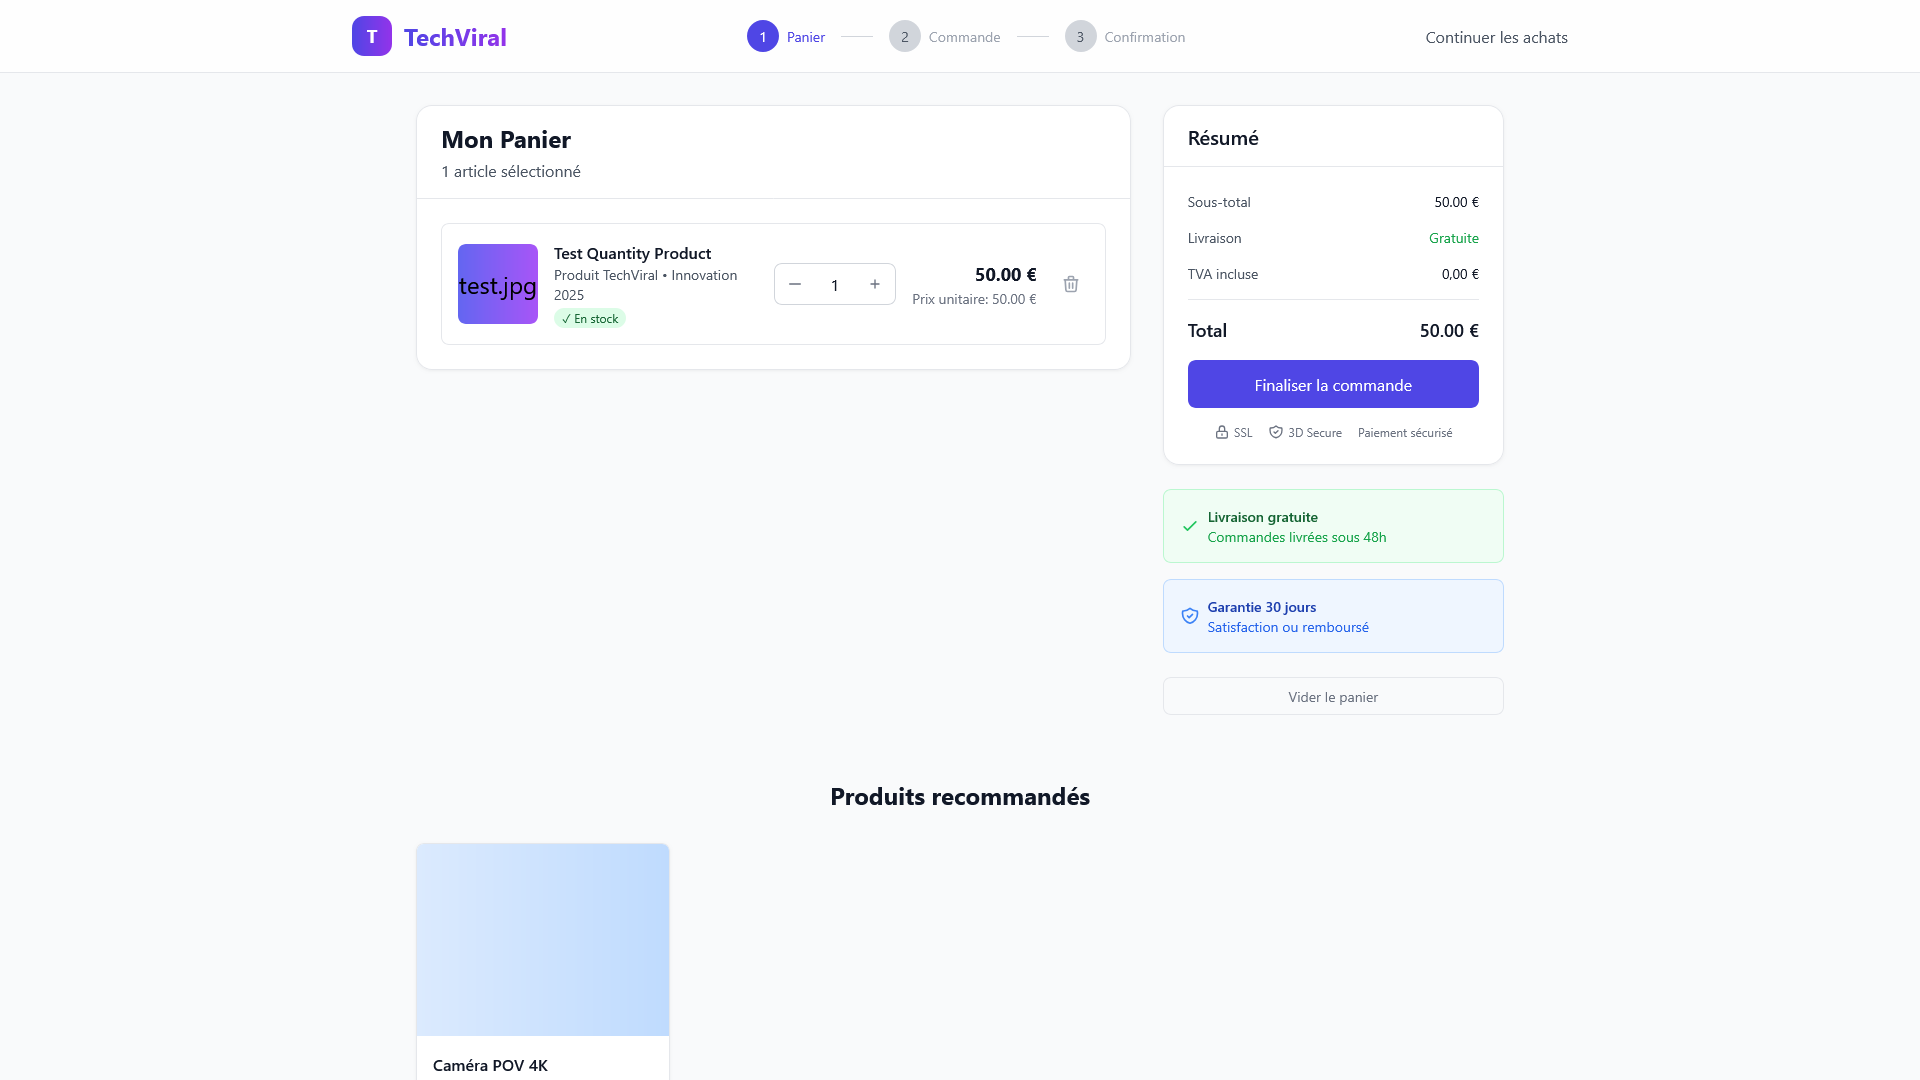 T TechViral
1 Panier
2 Commande
3 Confirmation
Continuer les achats
Mon Panier
1 article sélectionné
test.jpg
Test Quantity Product
Produit TechViral • Innovation
2025
✓ En stock
1
50.00 €
Prix unitaire: 50.00 €
Résumé
Sous-total 50.00 €
Livraison Gratuite
TVA incluse 0,00 €
Total 50.00 €
Finaliser la commande
SSL 3D Secure Paiement sécurisé
Livraison gratuite
Commandes livrées sous 48h
Garantie 30 jours
Satisfaction ou remboursé
Vider le panier
Produits recommandés
Caméra POV 4K